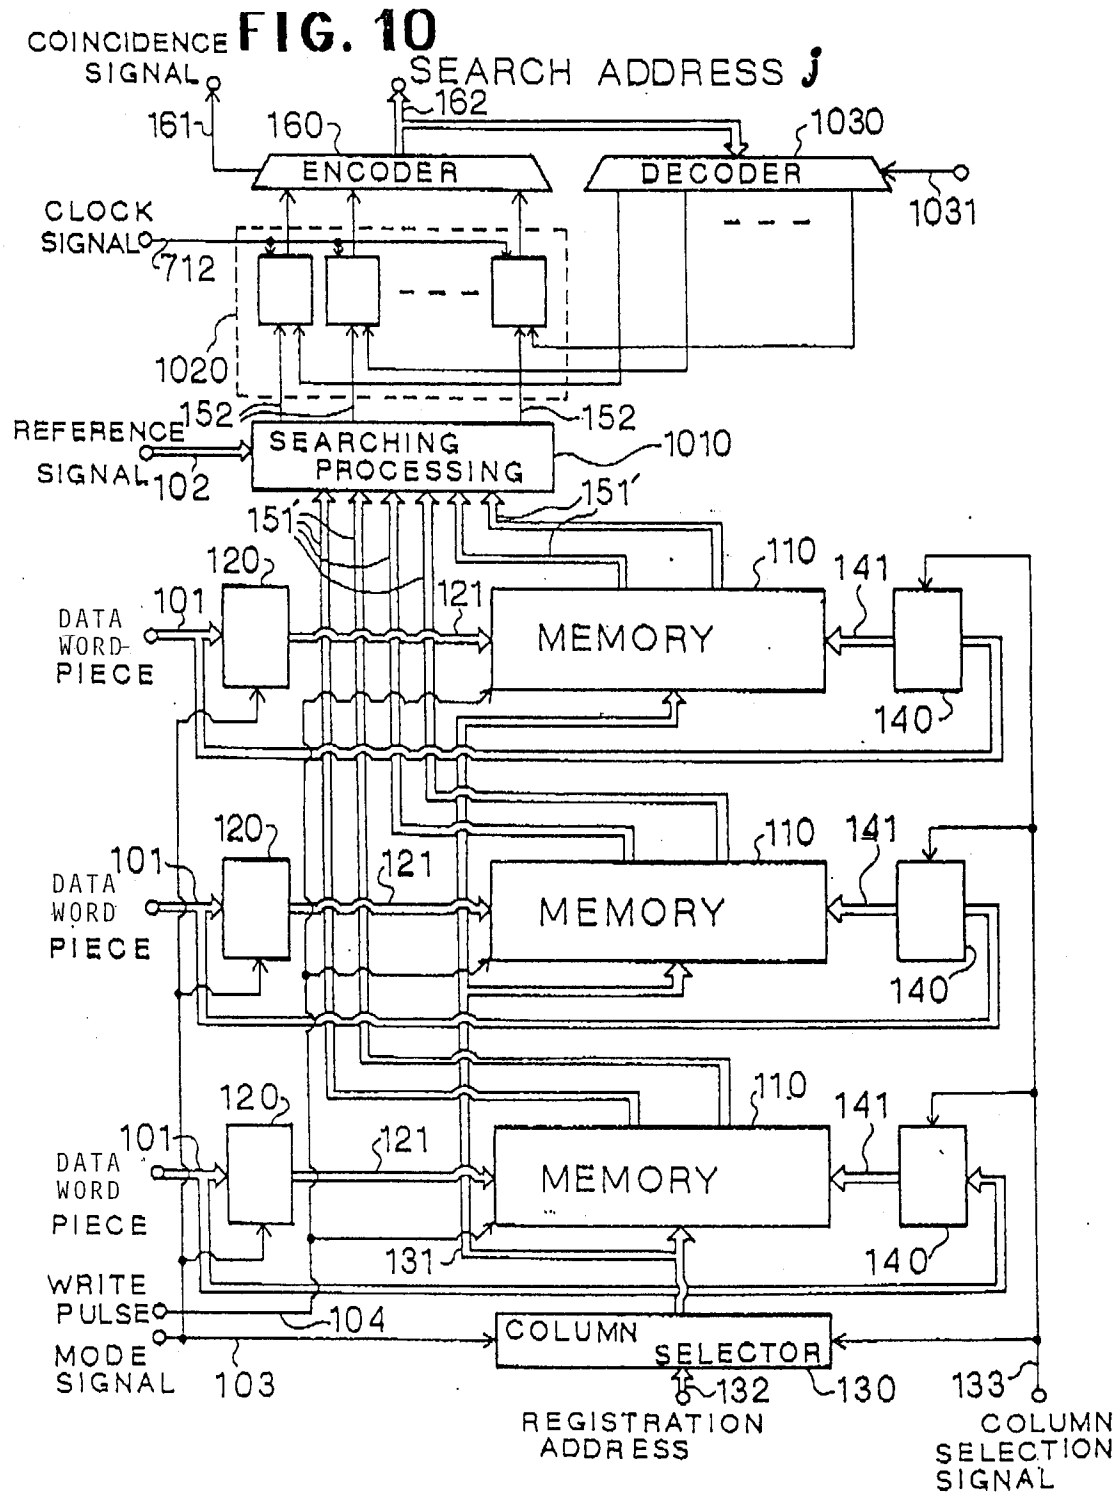 FIG. 10
COINCIDENCE
SIGNAL
SEARCH ADDRESS j
162
161
160
1030
ENCODER
DECODER
1031
CLOCK
SIGNAL
712
1020
152
152
REFERENCE
SIGNAL
102
SEARCHING
PROCESSING
1010
151'
151'
120
110
141
101
121
DATA
WORD-
PIECE
MEMORY
140
120
110
141
101
121
DATA
WORD
PIECE
MEMORY
140
120
110
141
101
121
DATA
WORD
PIECE
MEMORY
140
131
WRITE
PULSE
104
COLUMN
SELECTOR
MODE
SIGNAL
103
132
130
133
REGISTRATION
ADDRESS
COLUMN
SELECTION
SIGNAL